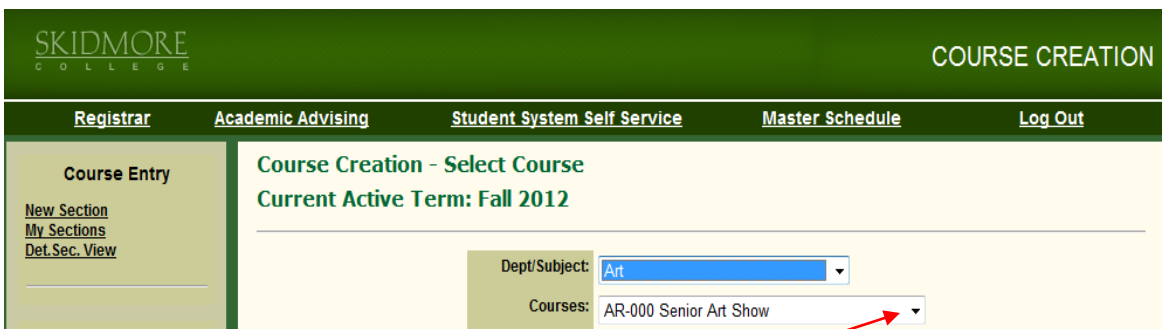 SKIDMORE
COLLEGE
COURSE CREATION
Registrar Academic Advising Student System Self Service Master Schedule Log Out
Course Entry
New Section
My Sections
Det.Sec. View
Course Creation - Select Course
Current Active Term: Fall 2012
Dept/Subject: Art
Courses: AR-000 Senior Art Show